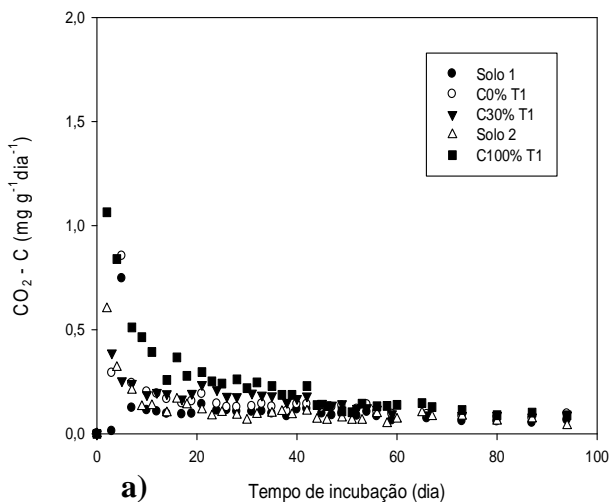 2,0
1,5
1,0
0,5
0,0
CO₂ - C (mg g⁻¹dia⁻¹)
Solo 1
C0% T1
C30% T1
Solo 2
C100% T1
0 20 40 60 80 100
a) Tempo de incubação (dia)